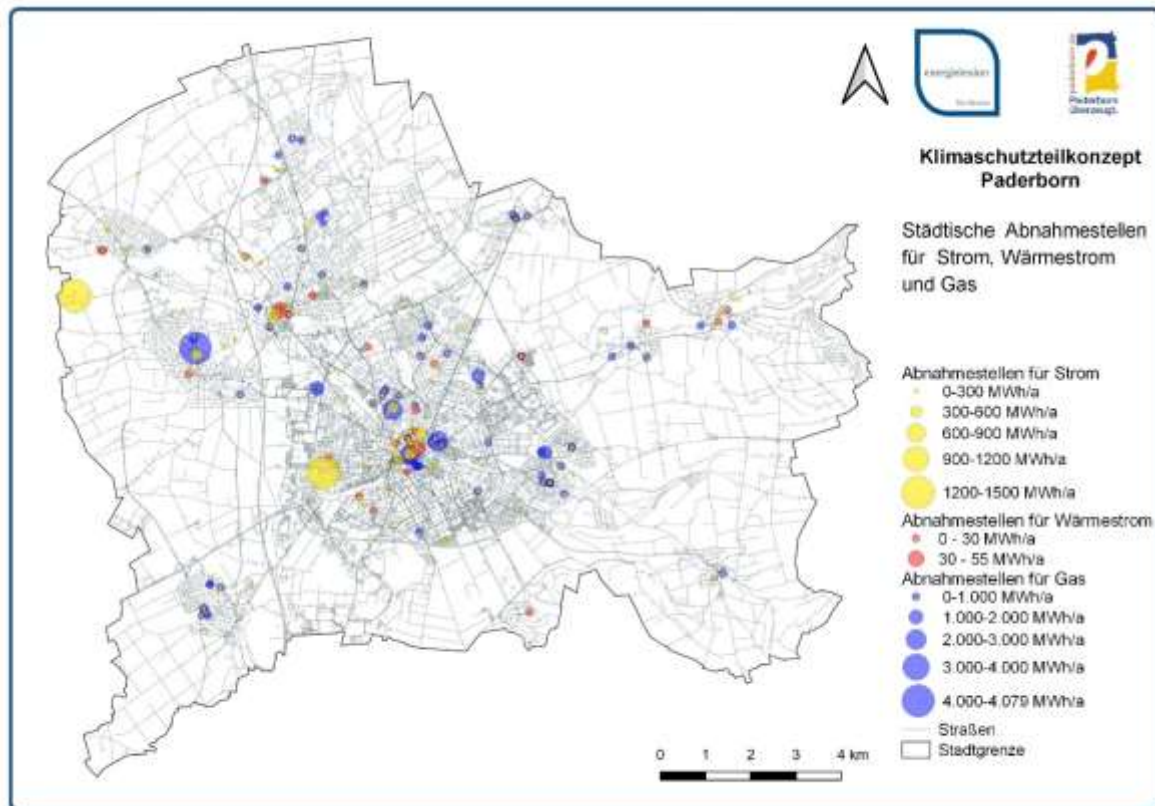 Paderborn
überzeugt.
Klimaschutzteilkonzept
Paderborn
Städtische Abnahmestellen
für Strom, Wärmestrom
und Gas
Abnahmestellen für Strom
0-300 MWh/a
300-600 MWh/a
600-900 MWh/a
900-1200 MWh/a
1200-1500 MWh/a
Abnahmestellen für Wärmestrom
0 - 30 MWh/a
30 - 55 MWh/a
Abnahmestellen für Gas
0-1.000 MWh/a
1.000-2.000 MWh/a
2.000-3.000 MWh/a
3.000-4.000 MWh/a
4.000-4.079 MWh/a
Straßen
Stadtgrenze
0 1 2 3 4 km